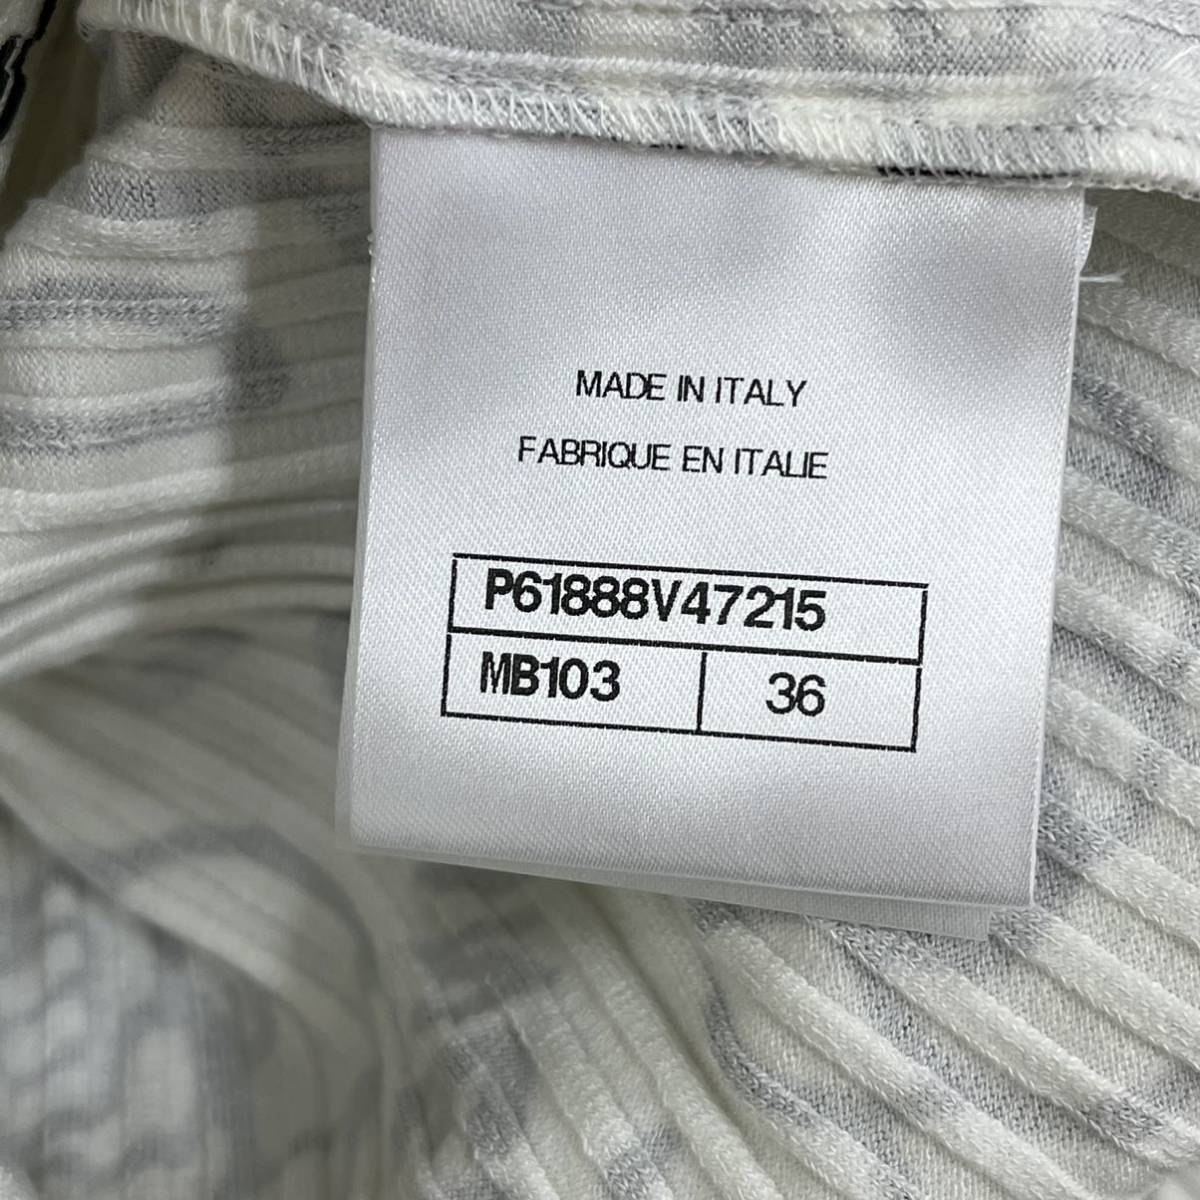 MADE IN ITALY
FABRIQUE EN ITALIE
P61888V47215
MB103 36